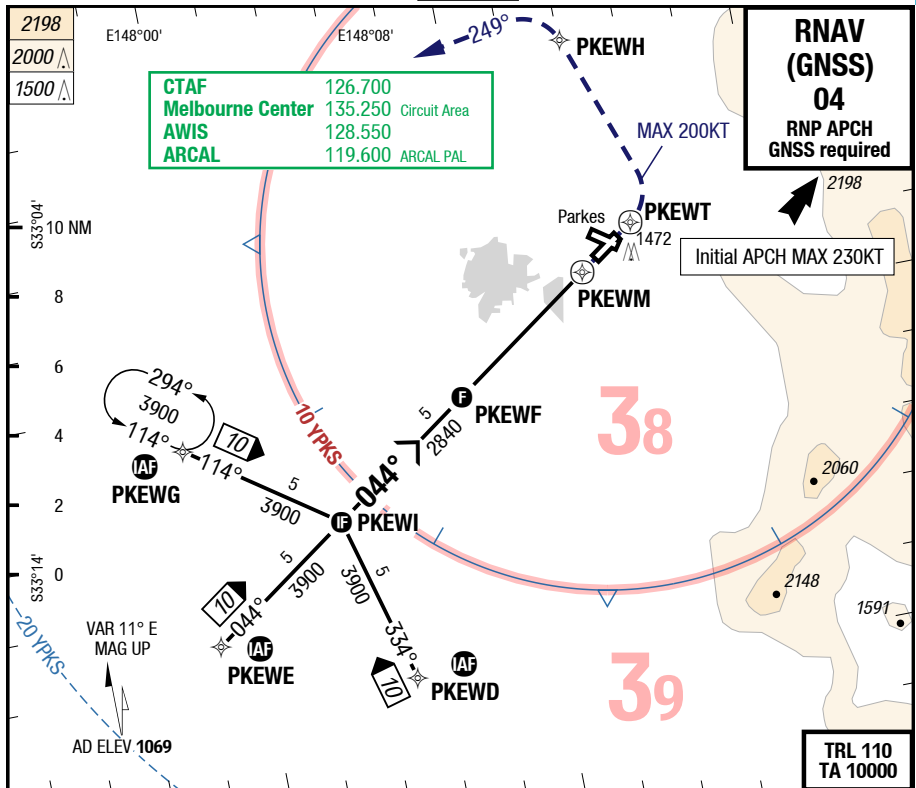 2198
2000
1500
E148°00'
E148°08'
249°
PKEWH
RNAV
(GNSS)
04
RNP APCH
GNSS required
CTAF 126.700
Melbourne Center 135.250 Circuit Area
AWIS 128.550
ARCAL 119.600 ARCAL PAL
MAX 200KT
2198
S33°04'
10 NM
Parkes
PKEWT
1472
Initial APCH MAX 230KT
PKEWM
8
6
294°
3900
114°
10
114°
IAF
PKEWG
5
3900
10 YPKS
F
PKEWF
5
2840
044°
38
4
2060
2
IF PKEWI
S33°14'
0
5
3900
5
3900
10
044°
IAF
PKEWE
334°
10
IAF
PKEWD
2148
1591
39
20 YPKS
VAR 11° E
MAG UP
AD ELEV 1069
TRL 110
TA 10000